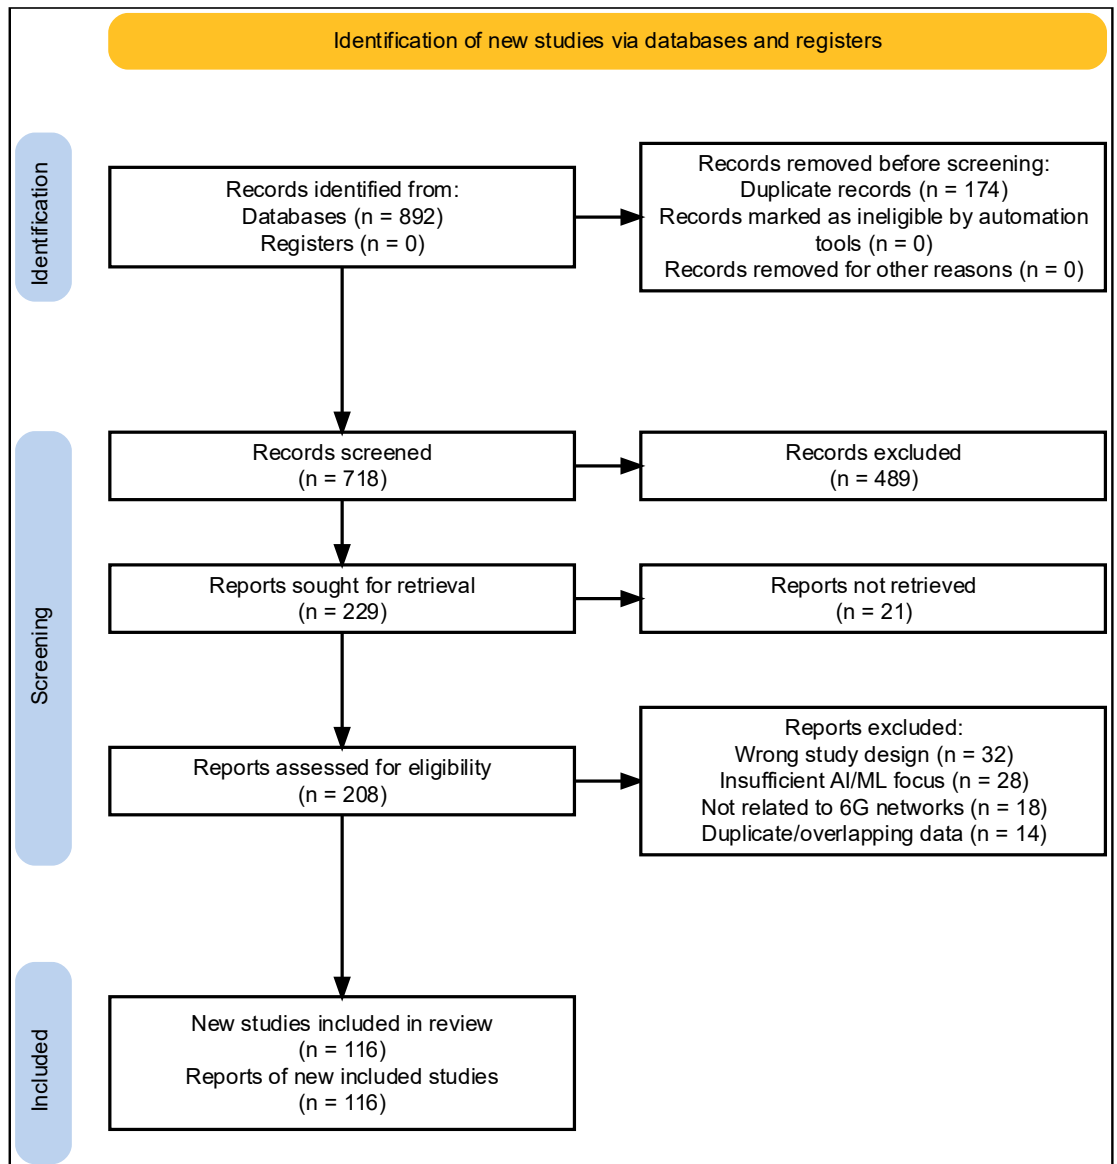 Identification of new studies via databases and registers
Identification
Records identified from:
Databases (n = 892)
Registers (n = 0)
Records removed before screening:
Duplicate records (n = 174)
Records marked as ineligible by automation
tools (n = 0)
Records removed for other reasons (n = 0)
Screening
Records screened
(n = 718)
Records excluded
(n = 489)
Reports sought for retrieval
(n = 229)
Reports not retrieved
(n = 21)
Reports assessed for eligibility
(n = 208)
Reports excluded:
Wrong study design (n = 32)
Insufficient AI/ML focus (n = 28)
Not related to 6G networks (n = 18)
Duplicate/overlapping data (n = 14)
Included
New studies included in review
(n = 116)
Reports of new included studies
(n = 116)